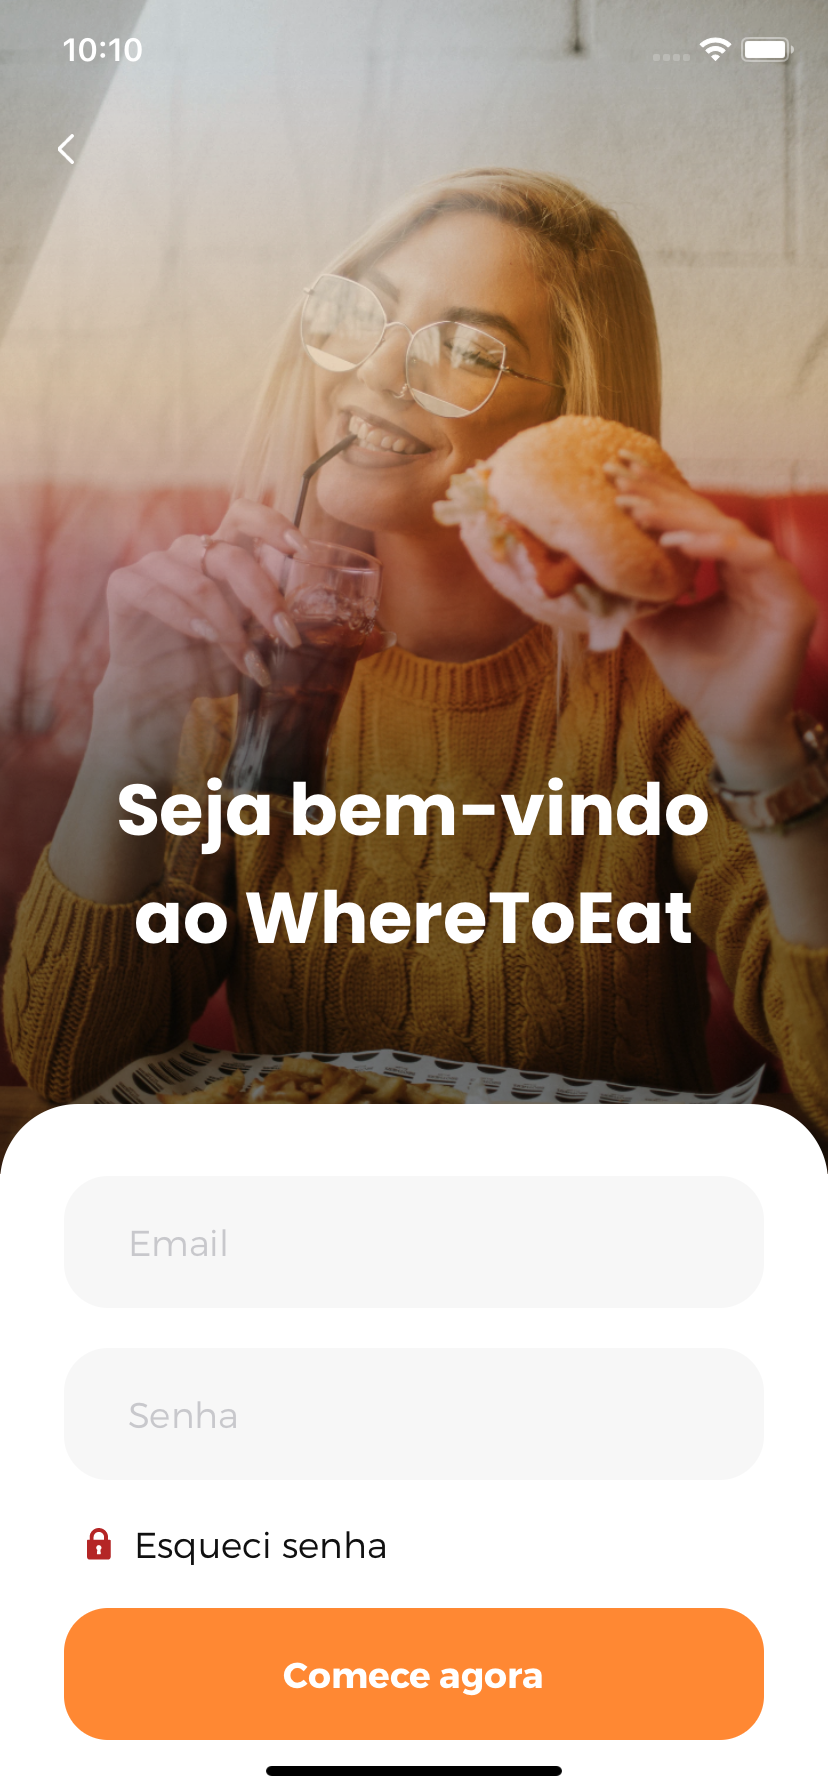 10:10
Seja bem-vindo
ao WhereToEat
Email
Senha
Esqueci senha
Comece agora